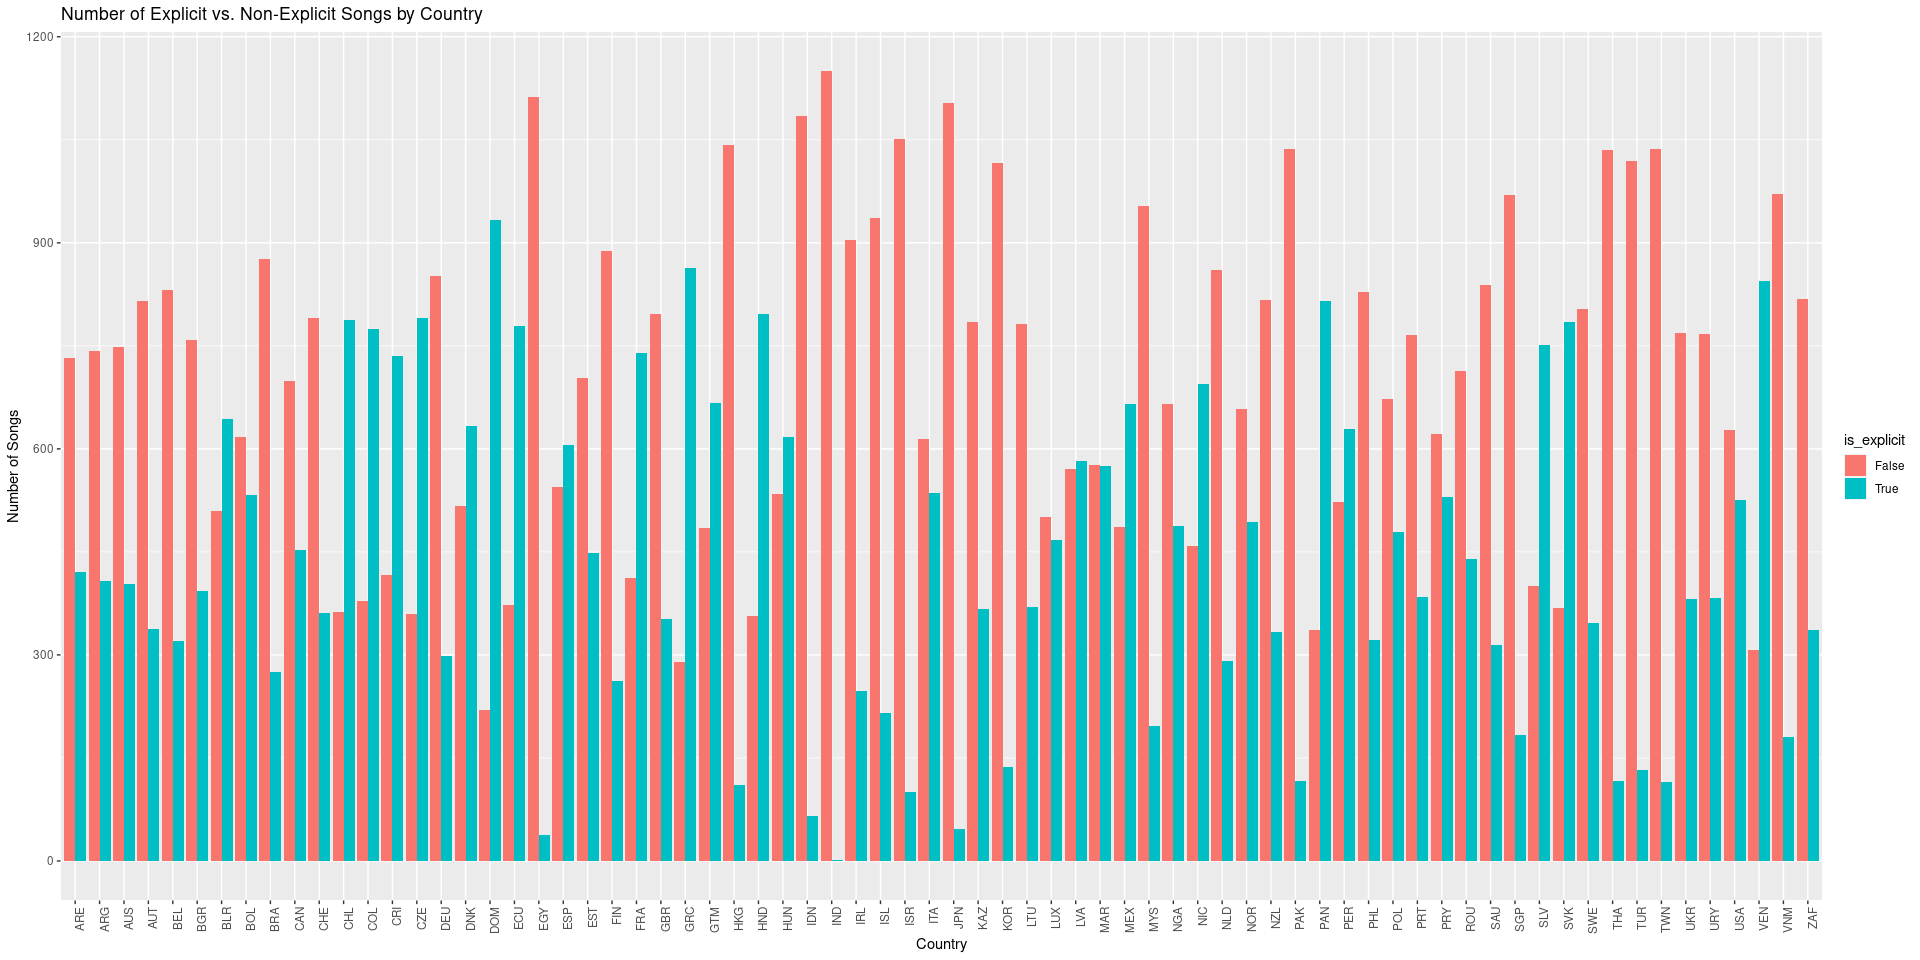 Number of Explicit vs. Non-Explicit Songs by Country
1200
900
600
300
0
Number of Songs
ARE ARG AUS AUT BEL BGR BLR BOL BRA CAN CHE CHL COL CRI CZE DEU DNK DOM ECU EGY ESP EST FIN FRA GBR GRC GTM HKG HND HUN IDN IND IRL ISL ISR ITA JPN KAZ KOR LTU LUX LVA MAR MEX MYS NGA NIC NLD NOR NZL PAK PAN PER PHL POL PRT PRY ROU SAU SGP SLV SVK SWE THA TUR TWN UKR URY USA VEN VNM ZAF
Country
is_explicit
False
True